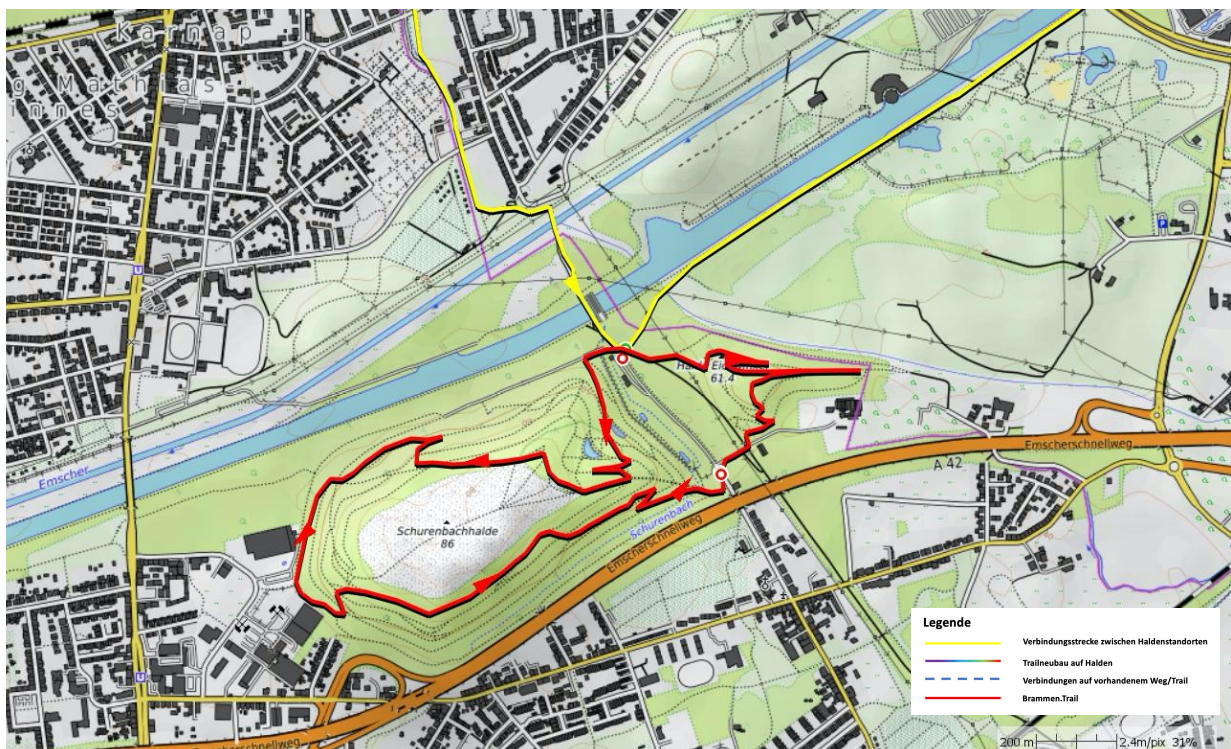 Karnap
g Mathias-
innes
U
P
61,4
Emscher
Emscherschnellweg
A 42
Schurenbachhalde
86
Schurenbach
Emscherschnellweg
U
Legende
Verbindungsstrecke zwischen Haldenstandorten
Trailneubau auf Halden
Verbindungen auf vorhandenem Weg/Trail
Brammen.Trail
200 m
2.4m/pix 31%
Emscherschnellweg